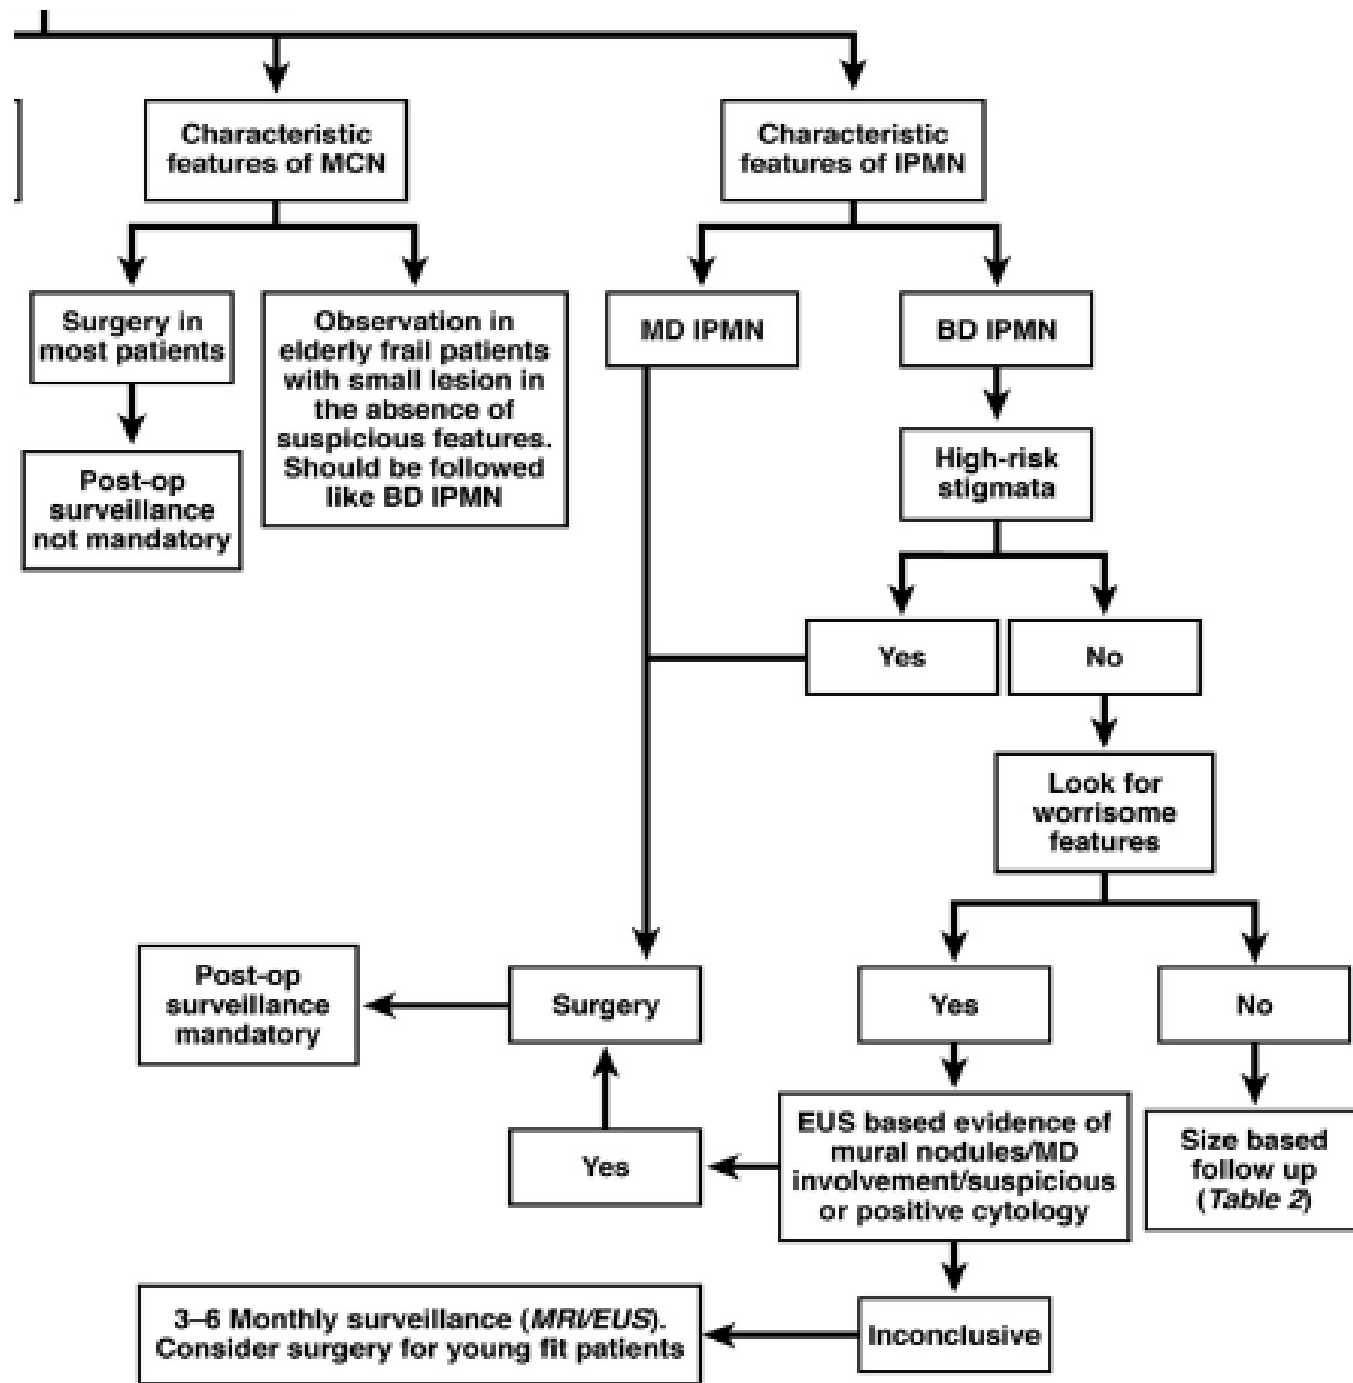 Characteristic
features of MCN
Characteristic
features of IPMN
Surgery in
most patients
Observation in
elderly frail patients
with small lesion in
the absence of
suspicious features.
Should be followed
like BD IPMN
MD IPMN
BD IPMN
Post-op
surveillance
not mandatory
High-risk
stigmata
Yes
No
Look for
worrisome
features
Post-op
surveillance
mandatory
Surgery
Yes
No
Yes
EUS based evidence of
mural nodules/MD
involvement/suspicious
or positive cytology
Size based
follow up
(Table 2)
3–6 Monthly surveillance (MRI/EUS).
Consider surgery for young fit patients
Inconclusive